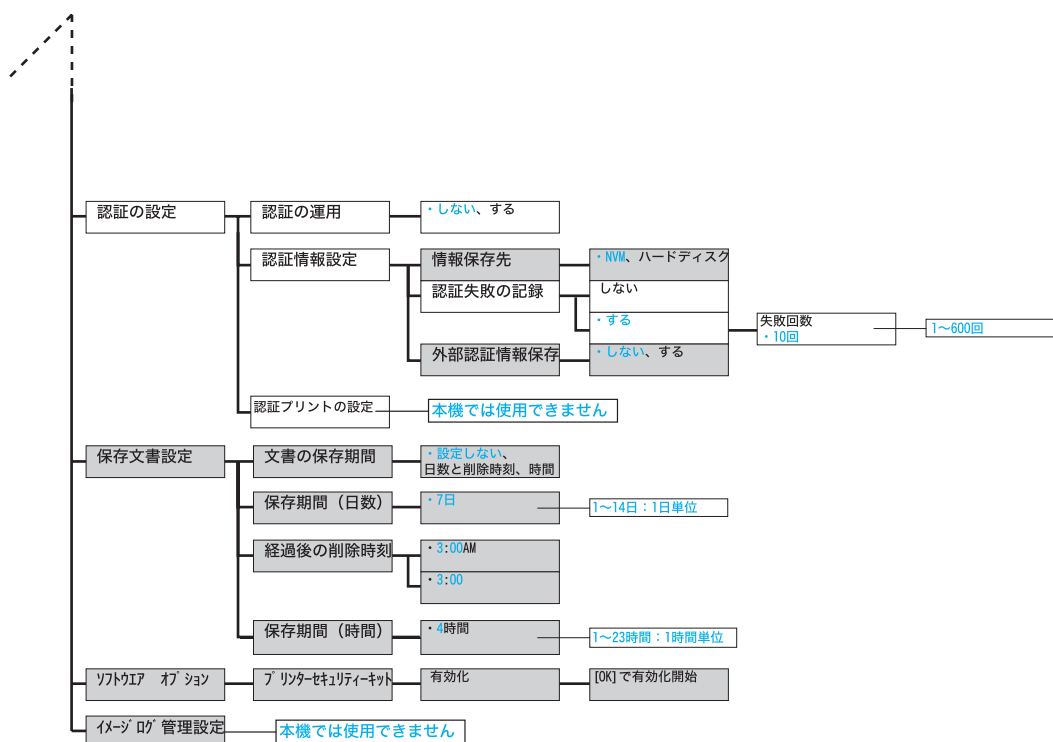 認証の設定
認証の運用
・しない、する
認証情報設定
情報保存先
・NVM、ハードディスク
認証失敗の記録
しない
・する
失敗回数
・10回
1～600回
外部認証情報保存
・しない、する
認証プリントの設定
本機では使用できません
保存文書設定
文書の保存期間
・設定しない、
日数と削除時刻、時間
保存期間（日数）
・7日
1～14日：1日単位
経過後の削除時刻
・3:00AM
・3:00
保存期間（時間）
・4時間
1～23時間：1時間単位
ｿﾌﾄｳｴｱ　ｵﾌﾟｼｮﾝ
ﾌﾟﾘﾝﾀｰｾｷｭﾘﾃｨｰｷｯﾄ
有効化
[OK]で有効化開始
ｲﾒｰｼﾞﾛｸﾞ管理設定
本機では使用できません